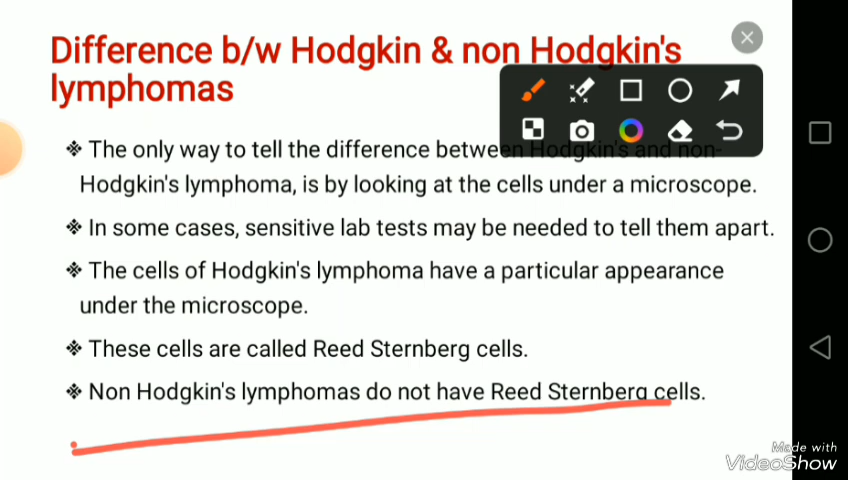 Difference b/w Hodgkin & non Hodgkin's
lymphomas
❖ The only way to tell the difference between Hodgkin's and non-
Hodgkin's lymphoma, is by looking at the cells under a microscope.
❖ In some cases, sensitive lab tests may be needed to tell them apart.
❖ The cells of Hodgkin's lymphoma have a particular appearance
under the microscope.
❖ These cells are called Reed Sternberg cells.
❖ Non Hodgkin's lymphomas do not have Reed Sternberg cells.
Made with
VideoShow